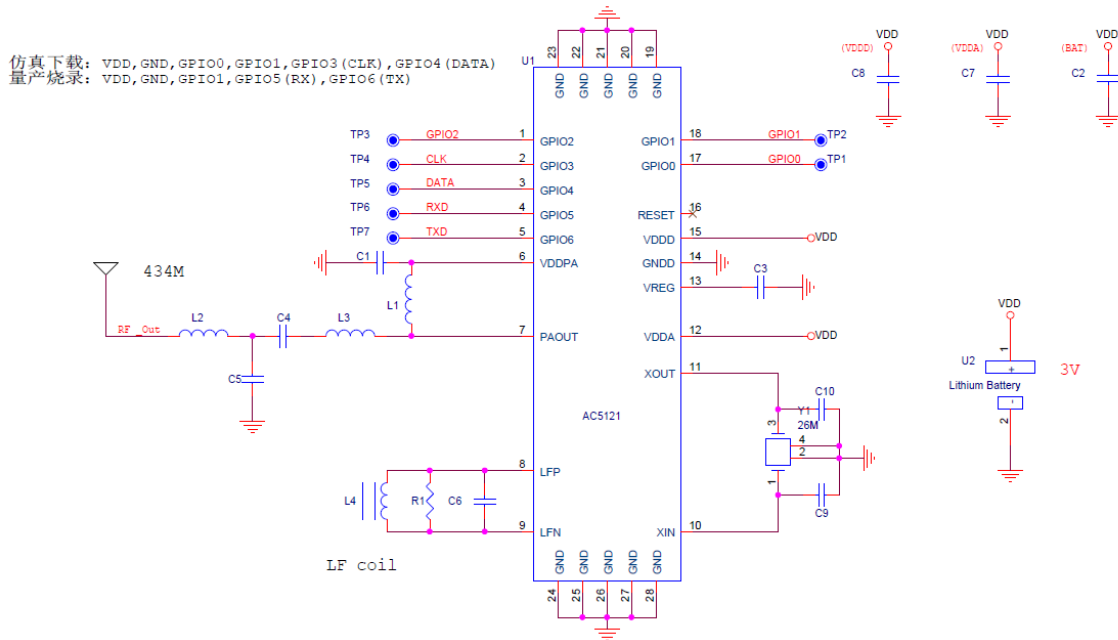 仿真下载: VDD,GND,GPIO0,GPIO1,GPIO3(CLK),GPIO4(DATA)
量产烧录: VDD,GND,GPIO1,GPIO5(RX),GPIO6(TX)
U1
23 22 21 20 19
GND GND GND GND GND
TP3 GPIO2 1 GPIO2
TP4 CLK 2 GPIO3
TP5 DATA 3 GPIO4
TP6 RXD 4 GPIO5
TP7 TXD 5 GPIO6
C1 6 VDDPA
L1
434M
RF_Out L2 C4 L3 7 PAOUT
C5
8 LFP
L4 R1 C6
9 LFN
LF coil
AC5121
GPIO1 18 GPIO1 TP2
GPIO0 17 GPIO0 TP1
RESET 16
VDDD 15 VDD
GNDD 14
VREG 13 C3
VDDA 12 VDD
XOUT 11
C10
Y1
26M
3
4
2
1
C9
XIN 10
GND GND GND GND GND
24 25 26 27 28
VDD
(VDDD)
C8
VDD
(VDDA)
C7
VDD
(BAT)
C2
VDD
1
U2
+
3V
Lithium Battery
-
2